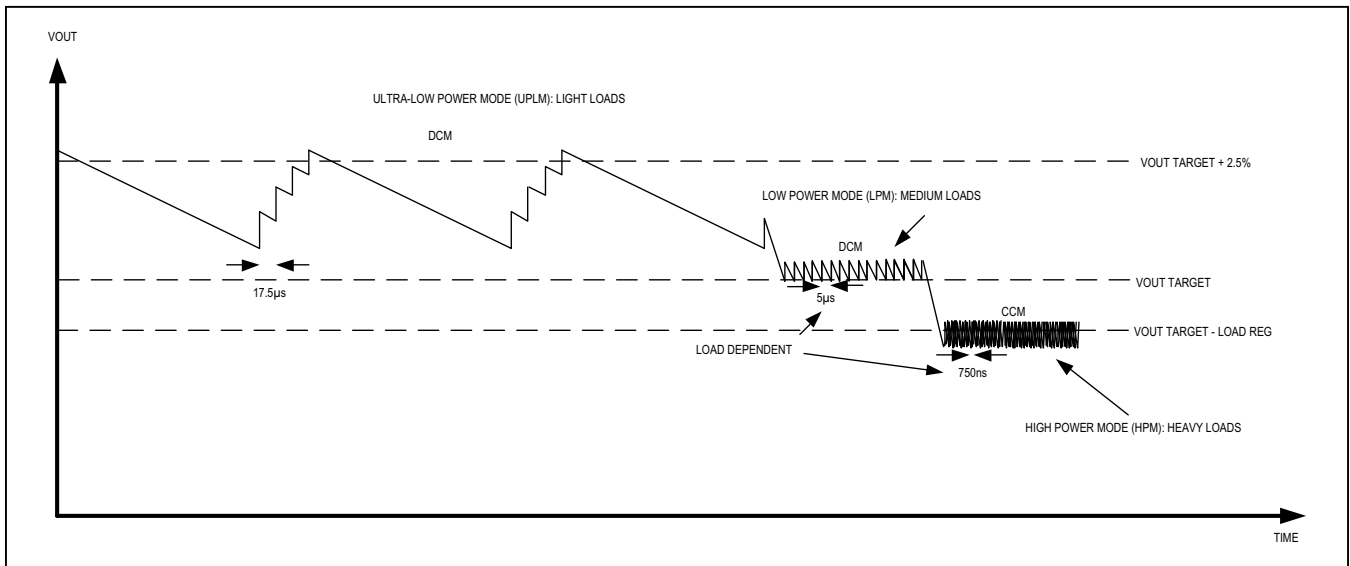 VOUT
ULTRA-LOW POWER MODE (UPLM): LIGHT LOADS
DCM
VOUT TARGET + 2.5%
LOW POWER MODE (LPM): MEDIUM LOADS
DCM
17.5µs
VOUT TARGET
5µs
CCM
VOUT TARGET - LOAD REG
LOAD DEPENDENT
750ns
HIGH POWER MODE (HPM): HEAVY LOADS
TIME